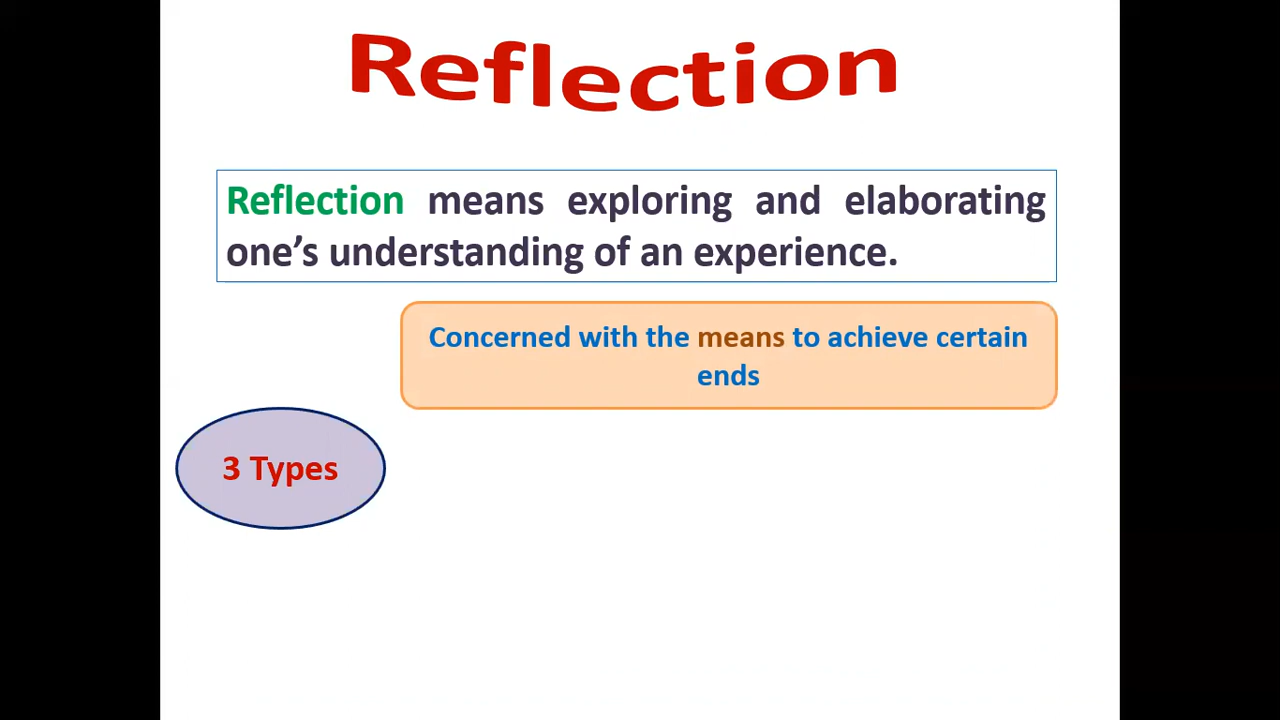 Reflection
Reflection means exploring and elaborating
one’s understanding of an experience.
Concerned with the means to achieve certain
ends
3 Types